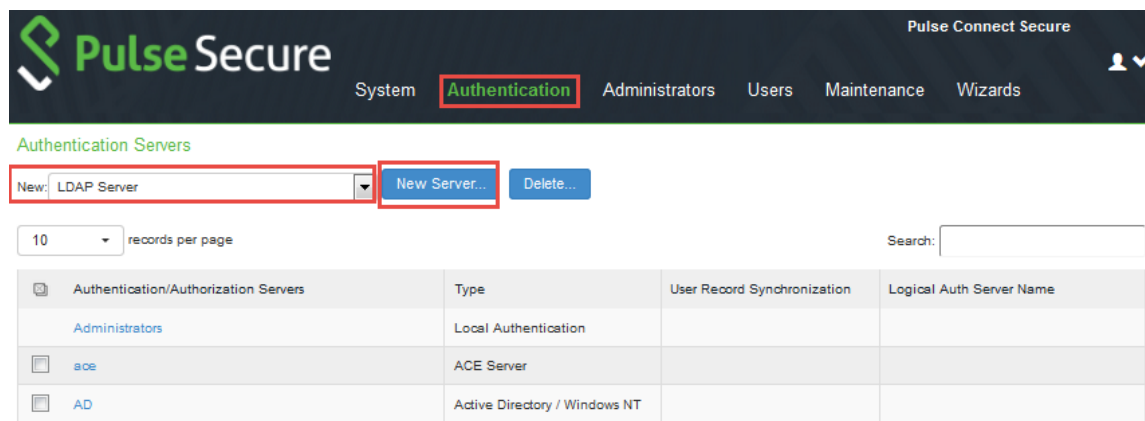 Pulse Connect Secure
Pulse Secure
System Authentication Administrators Users Maintenance Wizards
Authentication Servers
New: LDAP Server New Server... Delete...
10 records per page Search:
Authentication/Authorization Servers Type User Record Synchronization Logical Auth Server Name
Administrators Local Authentication
ace ACE Server
AD Active Directory / Windows NT